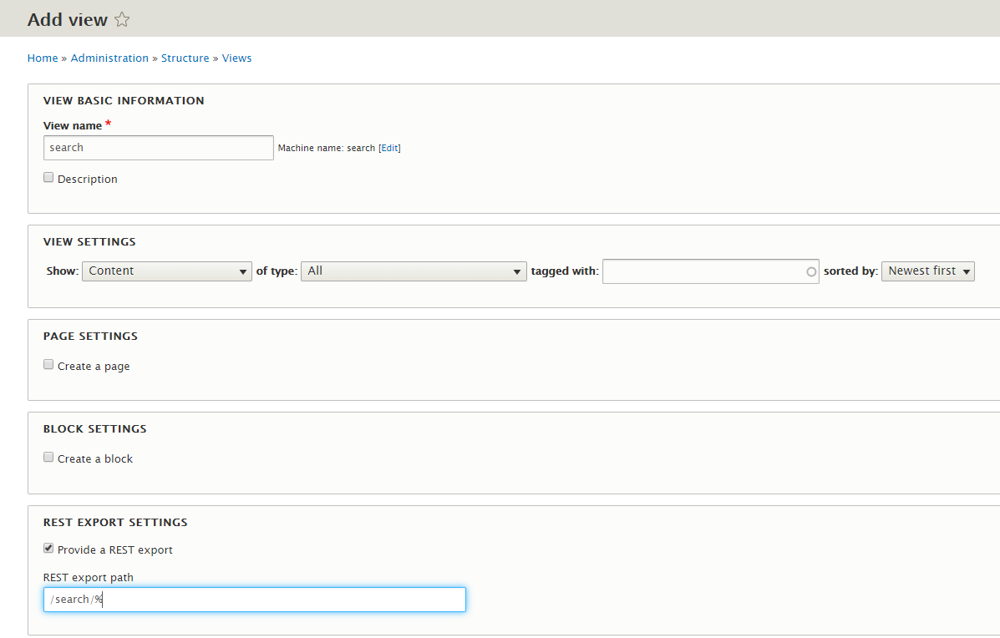 Add view
Home » Administration » Structure » Views
VIEW BASIC INFORMATION
View name *
search Machine name: search [Edit]
Description
VIEW SETTINGS
Show: Content of type: All tagged with: sorted by: Newest first
PAGE SETTINGS
Create a page
BLOCK SETTINGS
Create a block
REST EXPORT SETTINGS
Provide a REST export
REST export path
/search/%